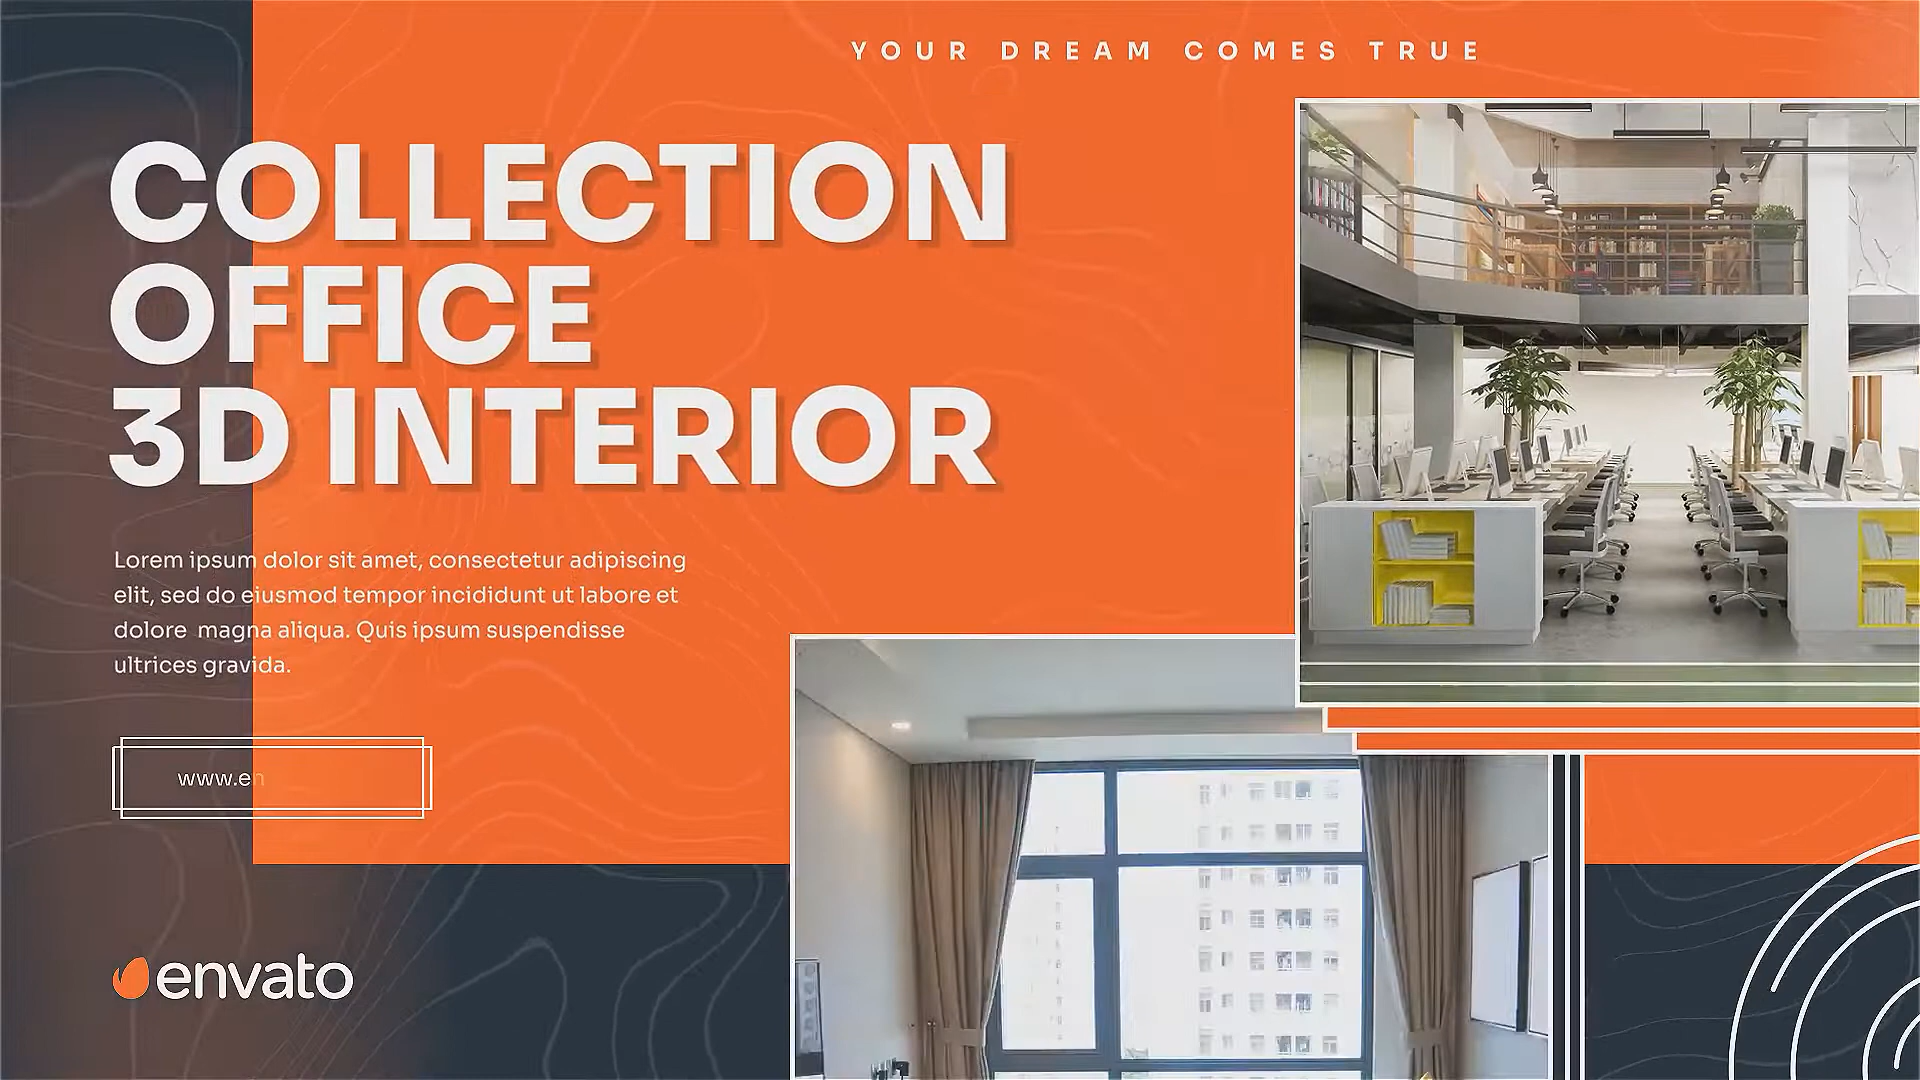 YOUR DREAM COMES TRUE
COLLECTION
OFFICE
3D INTERIOR
Lorem ipsum dolor sit amet, consectetur adipiscing
elit, sed do eiusmod tempor incididunt ut labore et
dolore magna aliqua. Quis ipsum suspendisse
ultrices gravida.
www.en
envato